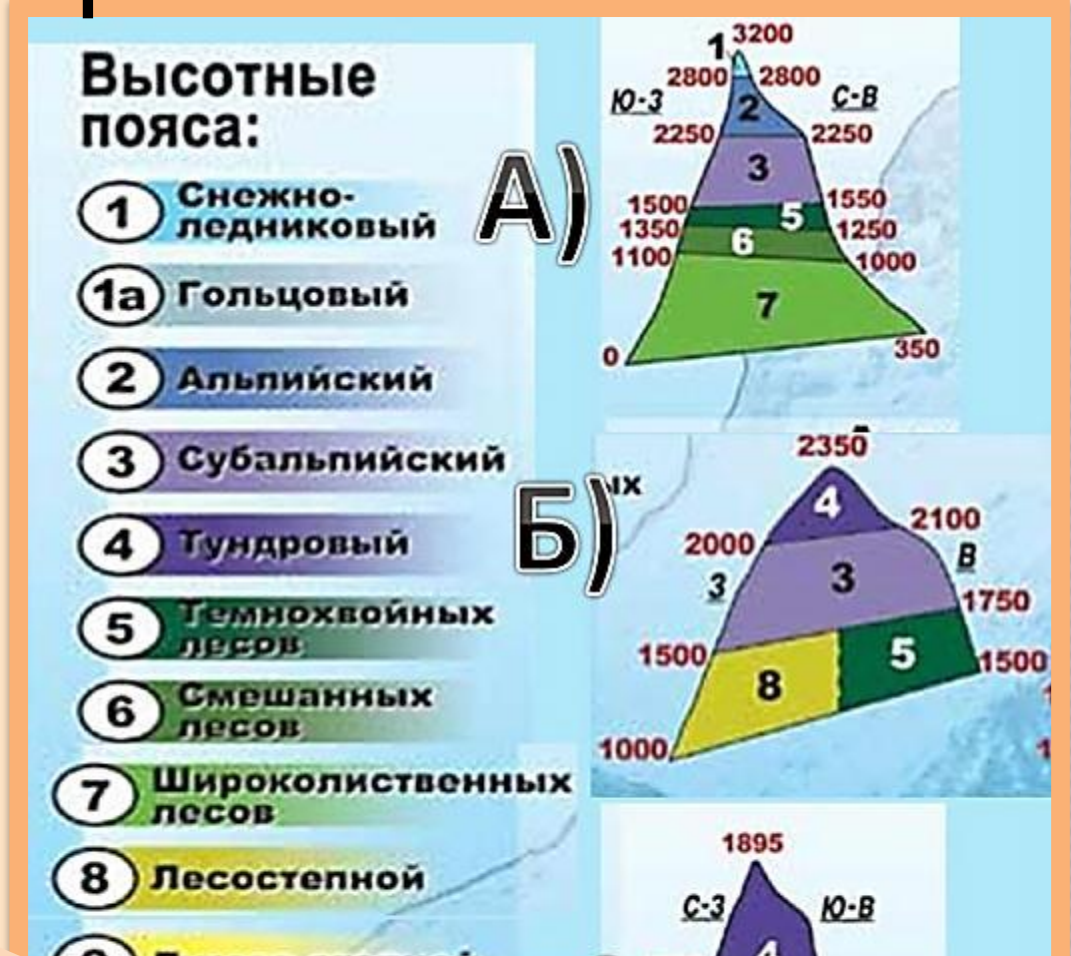 Высотные
пояса:
1 Снежно-
ледниковый
1а Гольцовый
2 Альпийский
3 Субальпийский
4 Тундровый
5 Темнохвойных
лесов
6 Смешанных
лесов
7 Широколиственных
лесов
8 Лесостепной
А)
1 3200
2800 2800
Ю-З 2 С-В
2250 2250
3
1500 5 1550
1350 6 1250
1100 1000
7
0 350
ых
Б)
2350
4
2000 2100
З 3 В
1750
1500 8 5 1500
1000
1895
С-З Ю-В
4